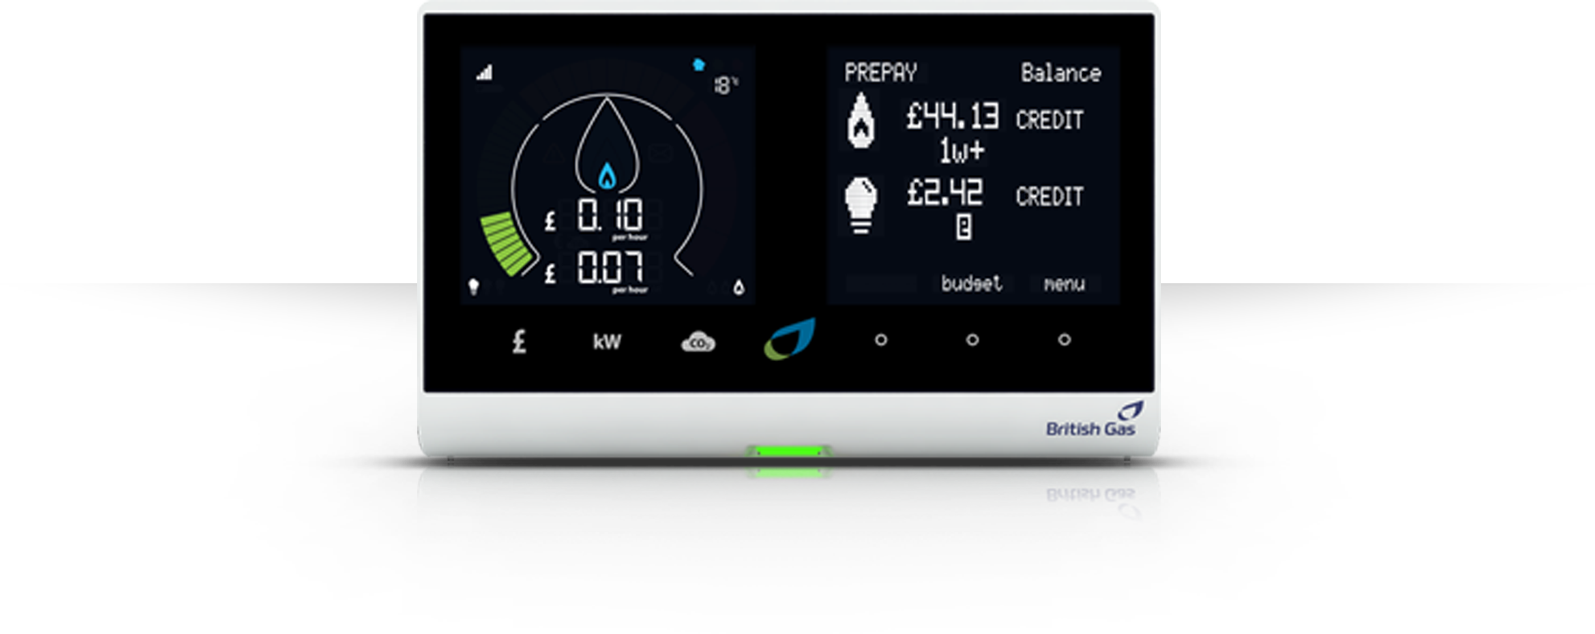 18°c
£ 0.10
per hour
£ 0.07
per hour
PREPAY Balance
£44.13 CREDIT
1w+
£2.42 CREDIT
e
budget menu
£ kW CO2
British Gas